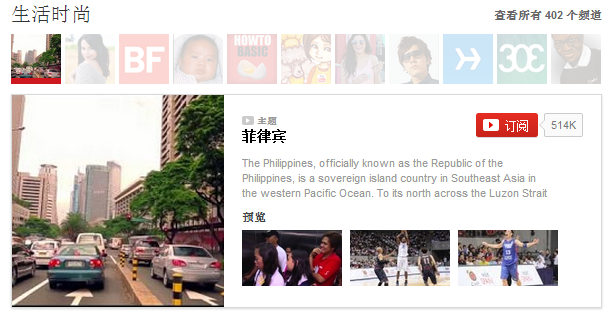 生活时尚
查看所有 402 个频道
BF
HOWTO
BASIC
主题
菲律宾
订阅
514K
The Philippines, officially known as the Republic of the
Philippines, is a sovereign island country in Southeast Asia in
the western Pacific Ocean. To its north across the Luzon Strait
预览